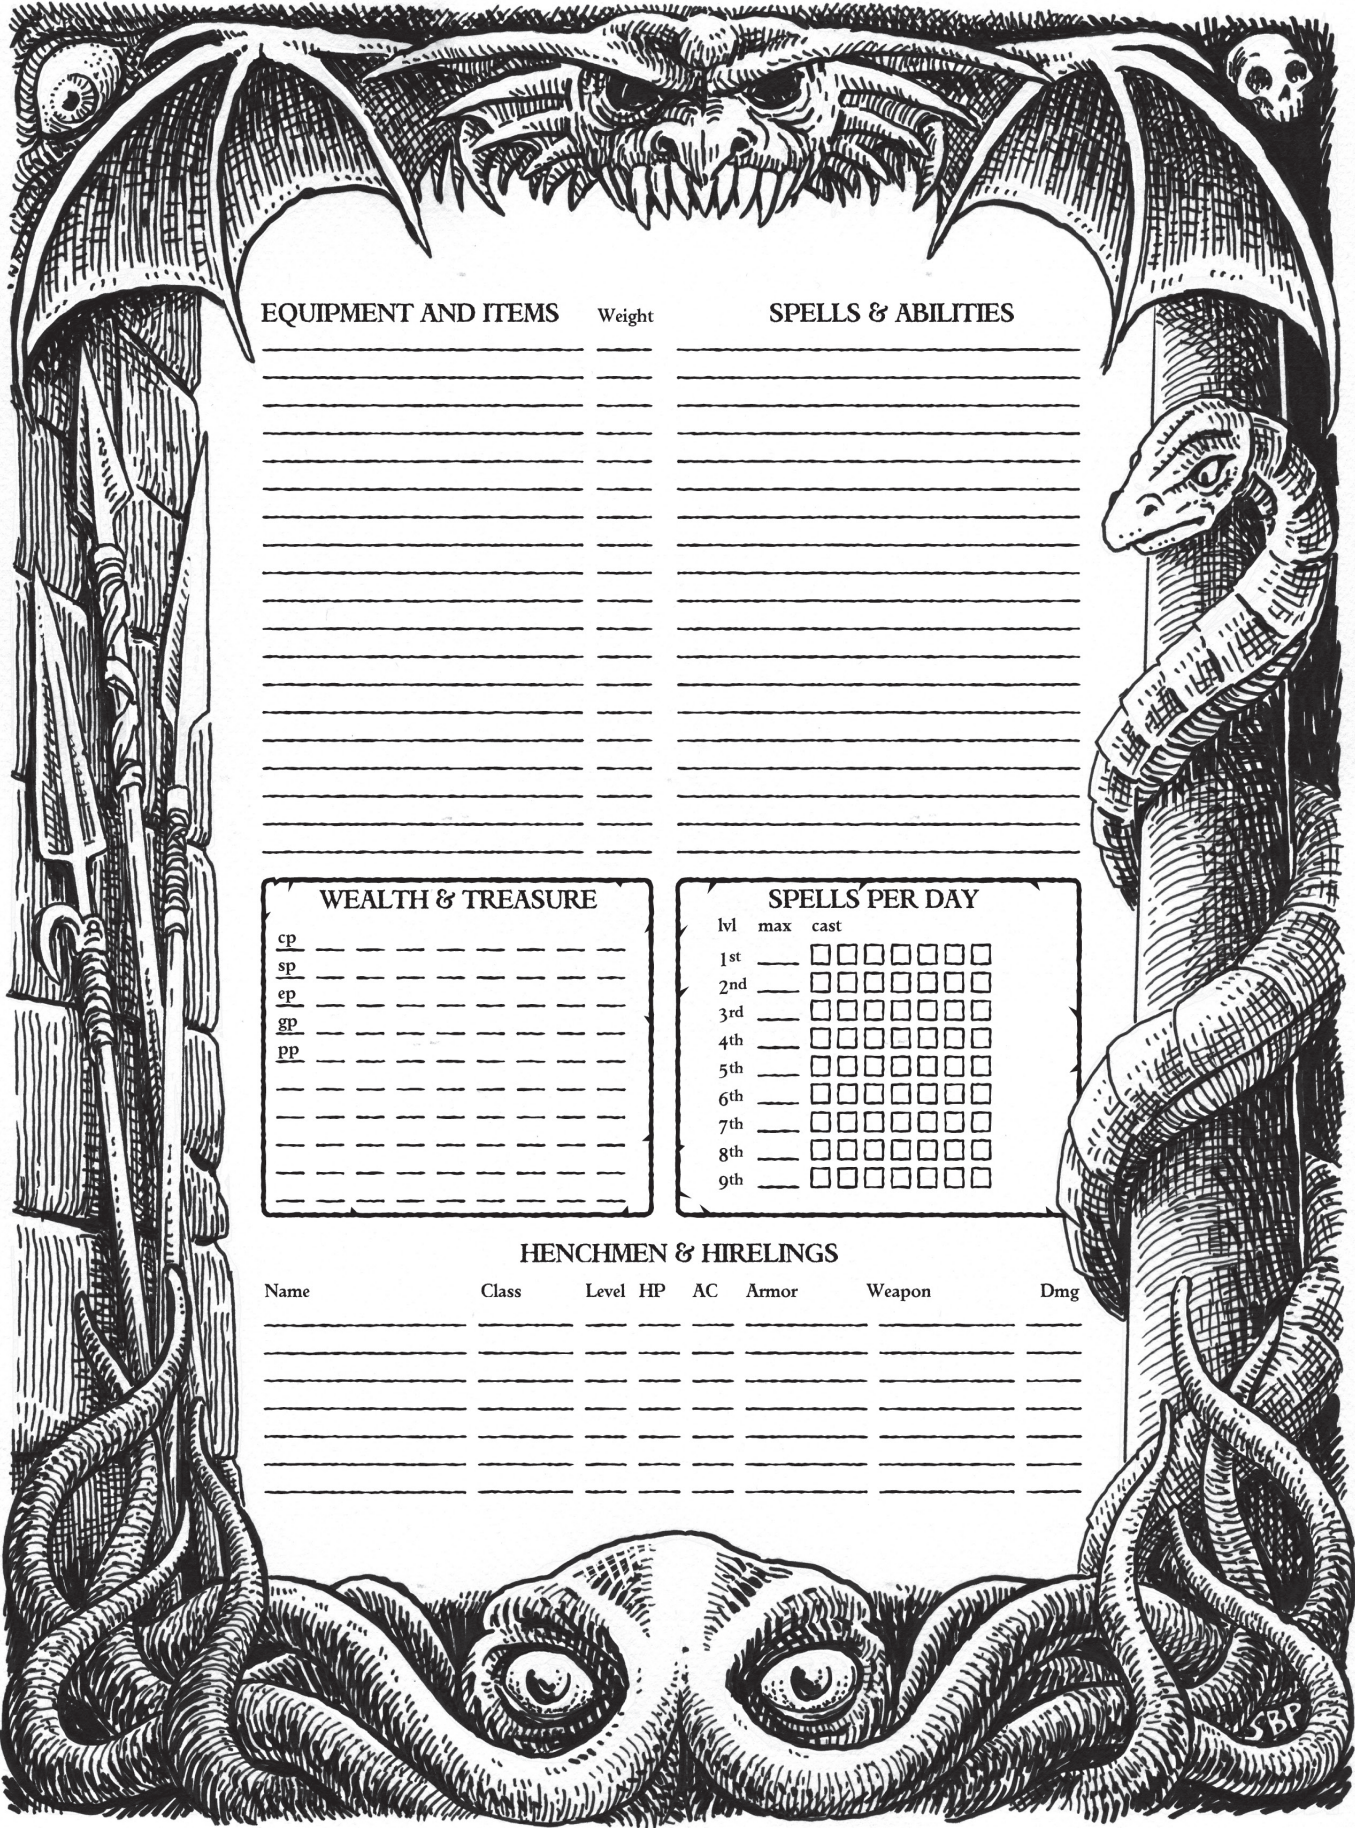 EQUIPMENT AND ITEMS Weight
SPELLS & ABILITIES
WEALTH & TREASURE
cp
sp
ep
gp
pp
SPELLS PER DAY
lvl max cast
1st
2nd
3rd
4th
5th
6th
7th
8th
9th
HENCHMEN & HIRELINGS
Name Class Level HP AC Armor Weapon Dmg
SBP